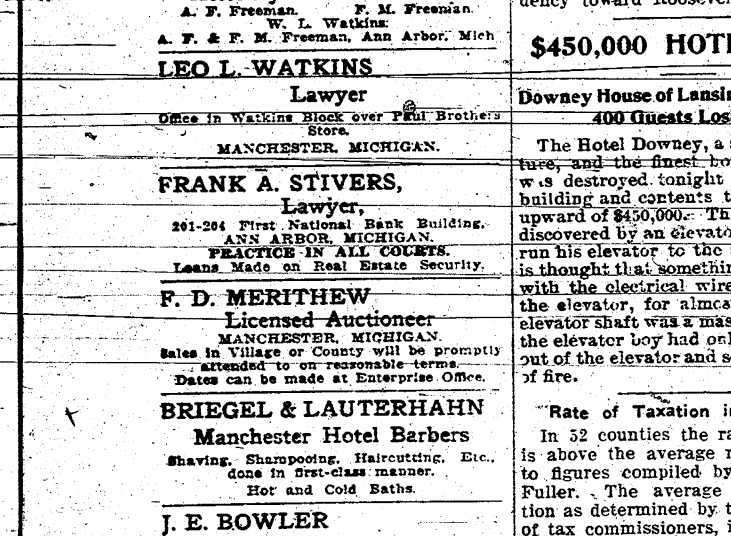 A. F. Freeman. F. M. Freeman.
W. L. Watkins.
A. F. & F. M. Freeman, Ann Arbor, Mich
LEO L. WATKINS
Lawyer
Office in Watkins Block over Paul Brothers
Store.
MANCHESTER, MICHIGAN.
FRANK A. STIVERS,
Lawyer,
201-204 First National Bank Building,
ANN ARBOR, MICHIGAN.
PRACTICE IN ALL COURTS.
Loans Made on Real Estate Security.
F. D. MERITHEW
Licensed Auctioneer
MANCHESTER, MICHIGAN.
Sales in Village or County will be promptly
attended to on reasonable terms.
Dates can be made at Enterprise Office.
BRIEGEL & LAUTERHAHN
Manchester Hotel Barbers
Shaving, Shampooing, Haircutting, Etc.,
done in first-class manner.
Hot and Cold Baths.
J. E. BOWLER
dency toward Roosevel
$450,000 HOT
Downey House of Lansi
400 Guests Los
The Hotel Downey, a
ture, and the finest
was destroyed tonight
building and contents
upward of $450,000. Th
discovered by an elevato
run his elevator to the
is thought that somethin
with the electrical wire
the elevator, for almos
elevator shaft was a mas
the elevator boy had onl
out of the elevator and s
of fire.
Rate of Taxation i
In 52 counties the ra
is above the average
to figures compiled by
Fuller. The average
tion as determined by t
of tax commissioners, i